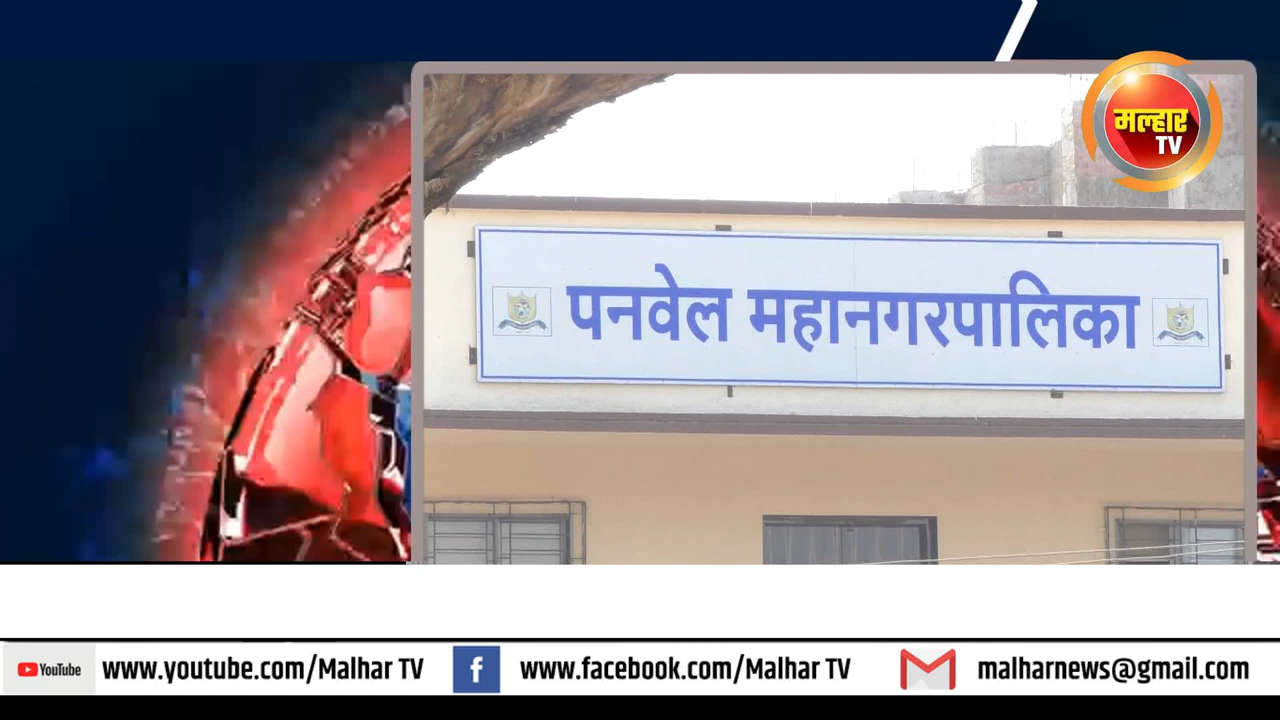 मल्हार
TV
पनवेल महानगरपालिका
YouTube
www.youtube.com/Malhar TV
f
www.facebook.com/Malhar TV
malharnews@gmail.com